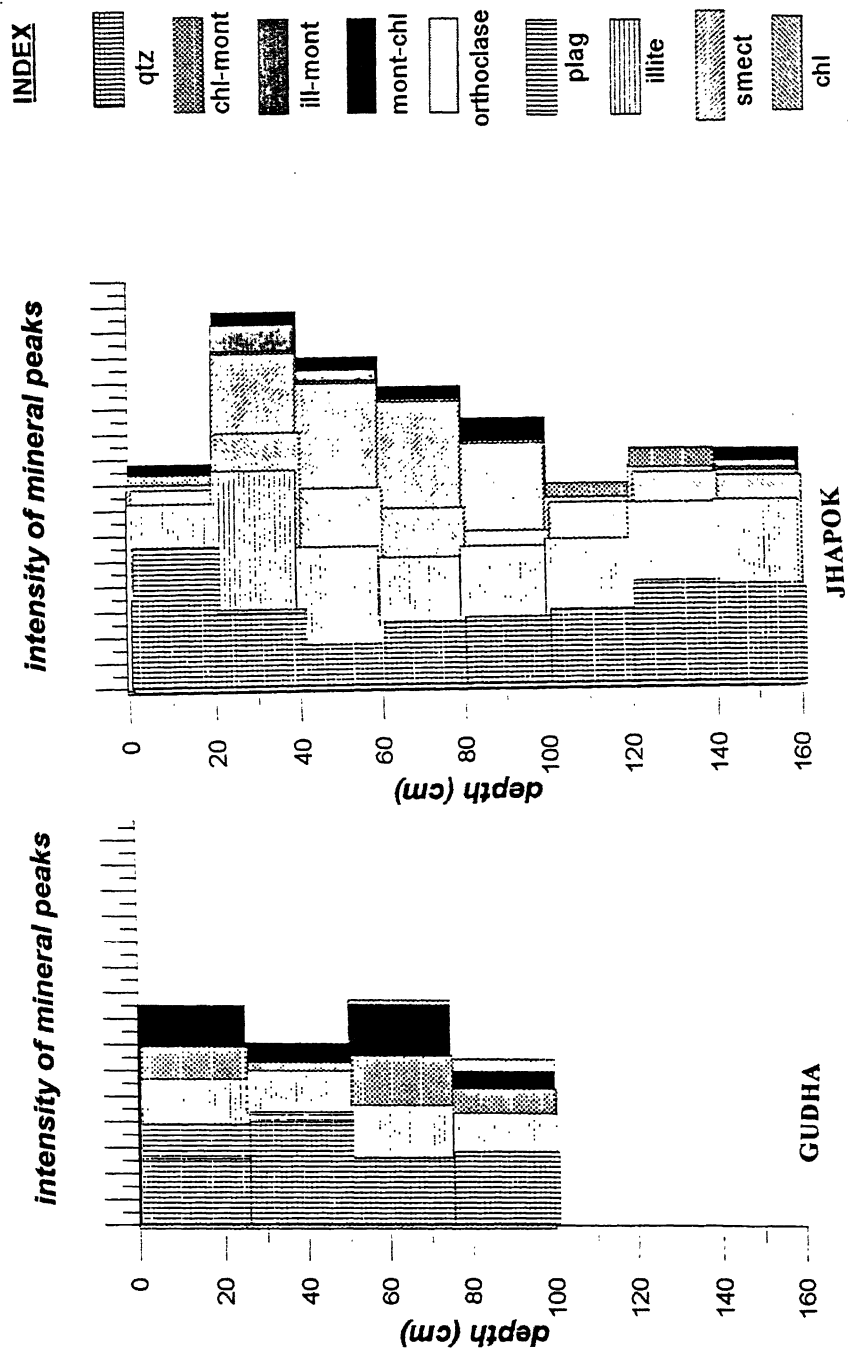 INDEX
qtz
chl-mont
ill-mont
mont-chl
orthoclase
plag
illite
smect
chl
intensity of mineral peaks
0
20
40
60
80
100
120
140
160
depth (cm)
JHAPOK
intensity of mineral peaks
0
20
40
60
80
100
120
140
160
depth (cm)
GUDHA